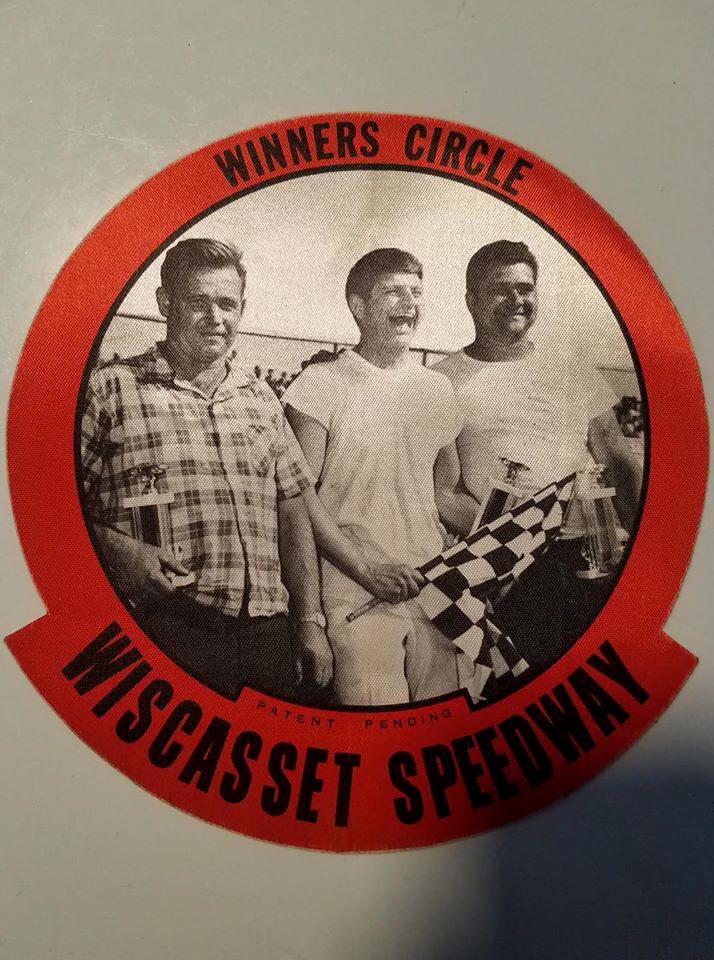 WINNERS CIRCLE
PATENT PENDING
WISCASSET SPEEDWAY